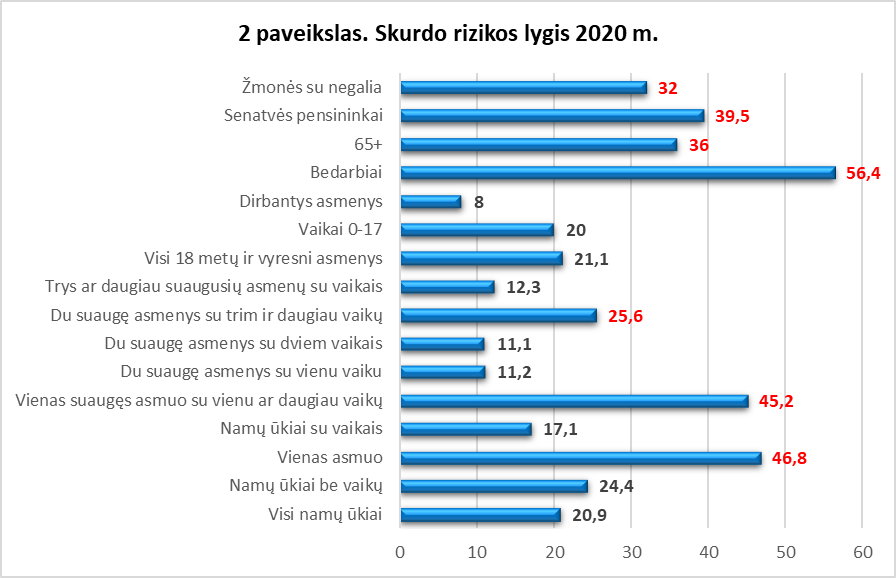 2 paveikslas. Skurdo rizikos lygis 2020 m.
Žmonės su negalia 32
Senatvės pensininkai 39,5
65+ 36
Bedarbiai 56,4
Dirbantys asmenys 8
Vaikai 0-17 20
Visi 18 metų ir vyresni asmenys 21,1
Trys ar daugiau suaugusių asmenų su vaikais 12,3
Du suaugę asmenys su trim ir daugiau vaikų 25,6
Du suaugę asmenys su dviem vaikais 11,1
Du suaugę asmenys su vienu vaiku 11,2
Vienas suaugęs asmuo su vienu ar daugiau vaikų 45,2
Namų ūkiai su vaikais 17,1
Vienas asmuo 46,8
Namų ūkiai be vaikų 24,4
Visi namų ūkiai 20,9
0 10 20 30 40 50 60